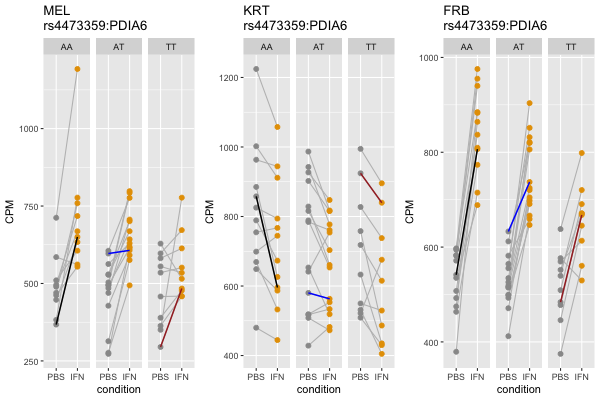 MEL
rs4473359:PDIA6
AA AT TT
CPM
1000
750
500
250
PBS IFN PBS IFN PBS IFN
condition
KRT
rs4473359:PDIA6
AA AT TT
CPM
1200
1000
800
600
400
PBS IFN PBS IFN PBS IFN
condition
FRB
rs4473359:PDIA6
AA AT TT
CPM
1000
800
600
400
PBS IFN PBS IFN PBS IFN
condition